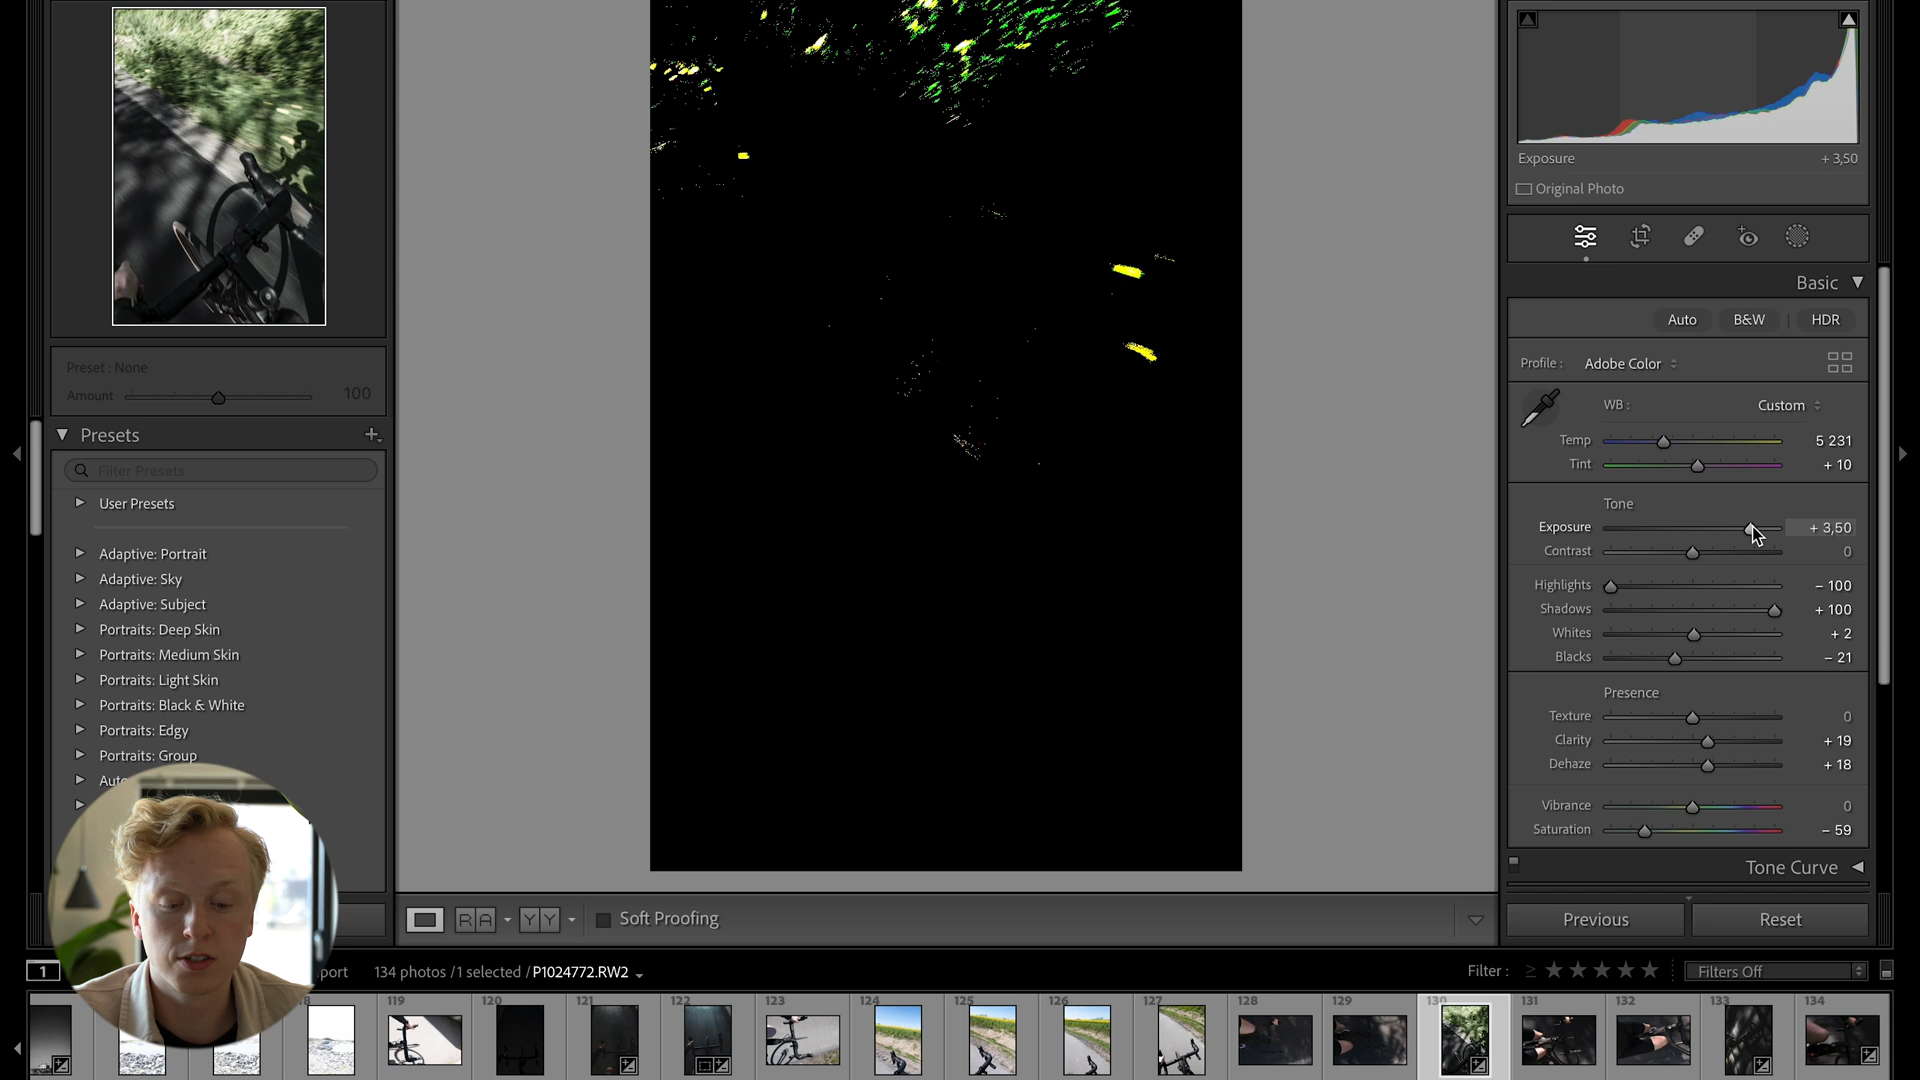 Exposure + 3,50
Original Photo
Basic
Auto B&W | HDR
Profile : Adobe Color
WB : Custom
Temp 5 231
Tint + 10
Tone
Exposure + 3,50
Contrast 0
Highlights − 100
Shadows + 100
Whites + 2
Blacks − 21
Presence
Texture 0
Clarity + 19
Dehaze + 18
Vibrance 0
Saturation − 59
Tone Curve
Previous Reset
Preset : None
Amount 100
Presets
Filter Presets
User Presets
Adaptive: Portrait
Adaptive: Sky
Adaptive: Subject
Portraits: Deep Skin
Portraits: Medium Skin
Portraits: Light Skin
Portraits: Black & White
Portraits: Edgy
Portraits: Group
R A Y Y Soft Proofing
1 134 photos /1 selected /P1024772.RW2 Filter : Filters Off
119 120 121 122 123 124 125 126 127 128 129 130 131 132 133 134